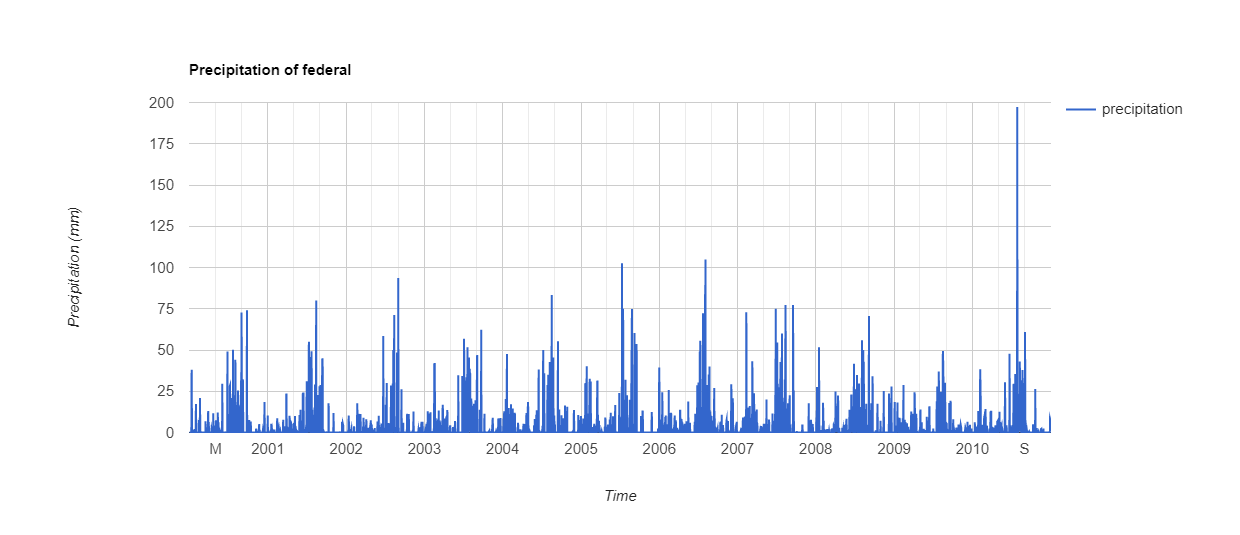 Precipitation of federal
200
175
150
125
100
75
50
25
0
Precipitation (mm)
M 2001 2002 2003 2004 2005 2006 2007 2008 2009 2010 S
Time
precipitation